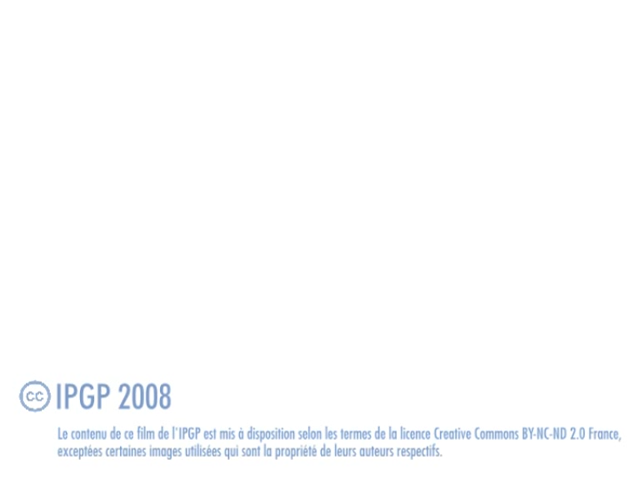 cc IPGP 2008
Le contenu de ce film de l'IPGP est mis à disposition selon les termes de la licence Creative Commons BY-NC-ND 2.0 France,
exceptées certaines images utilisées qui sont la propriété de leurs auteurs respectifs.